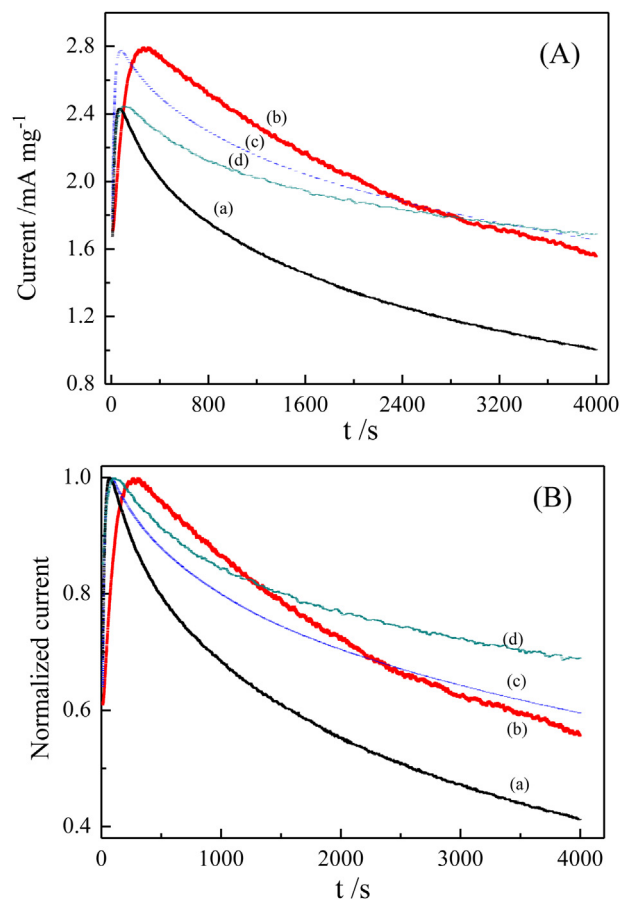 (A)
2.8
2.4
2.0
1.6
1.2
0.8
Current /mA mg-1
(b)
(c)
(d)
(a)
0 800 1600 2400 3200 4000
t /s
(B)
1.0
0.8
0.6
0.4
Normalized current
(d)
(c)
(b)
(a)
0 1000 2000 3000 4000
t /s